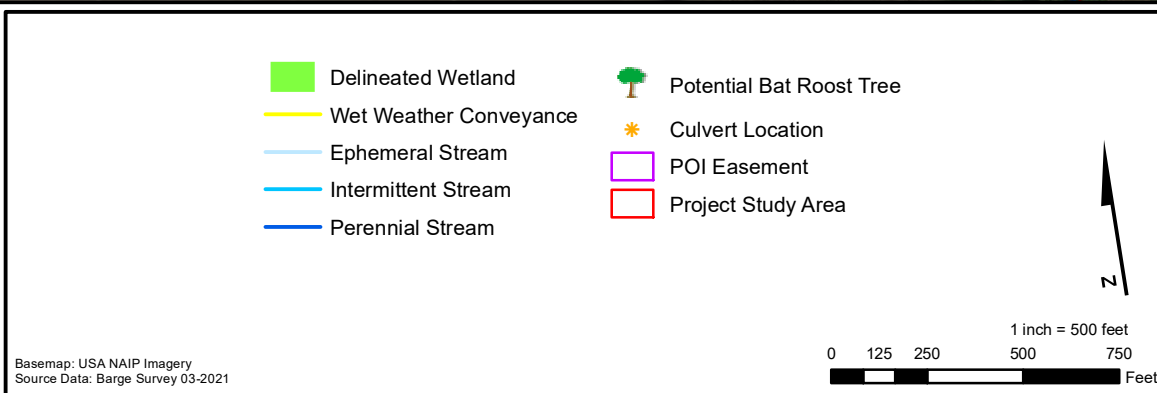 Delineated Wetland
Wet Weather Conveyance
Ephemeral Stream
Intermittent Stream
Perennial Stream
Potential Bat Roost Tree
Culvert Location
POI Easement
Project Study Area
N
1 inch = 500 feet
0 125 250 500 750
Feet
Basemap: USA NAIP Imagery
Source Data: Barge Survey 03-2021